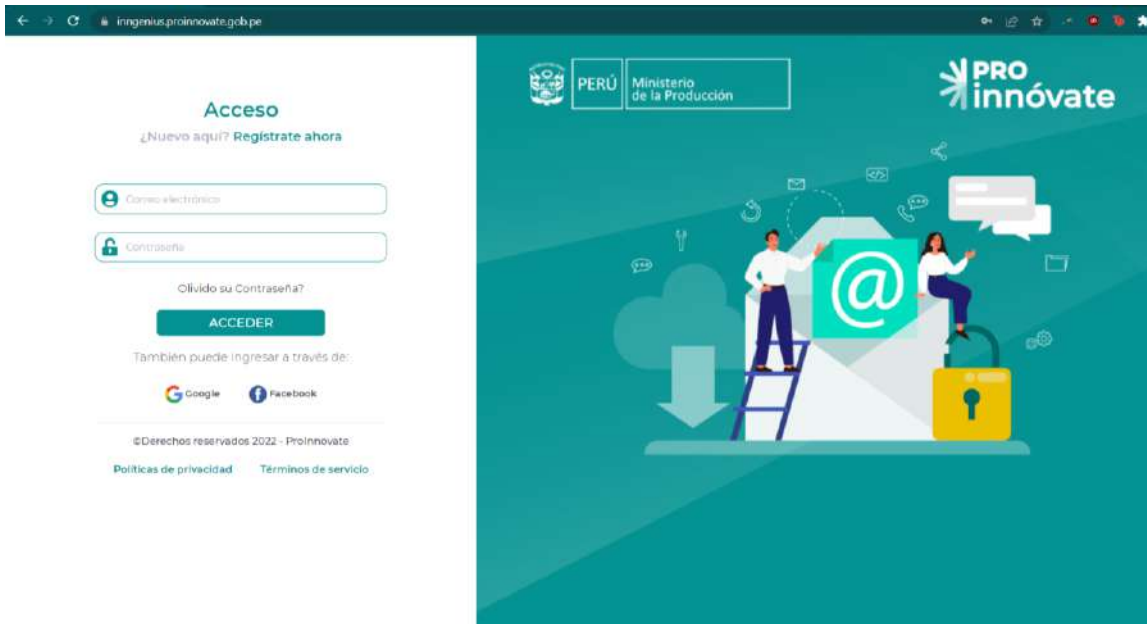 inngenius.proinnovate.gob.pe
Acceso
¿Nuevo aquí? Regístrate ahora
Correo electrónico
Contraseña
Olvido su Contraseña?
ACCEDER
También puede ingresar a través de:
Google Facebook
©Derechos reservados 2022 - ProInnovate
Políticas de privacidad Términos de servicio
PERÚ Ministerio
de la Producción
PRO
innóvate
@